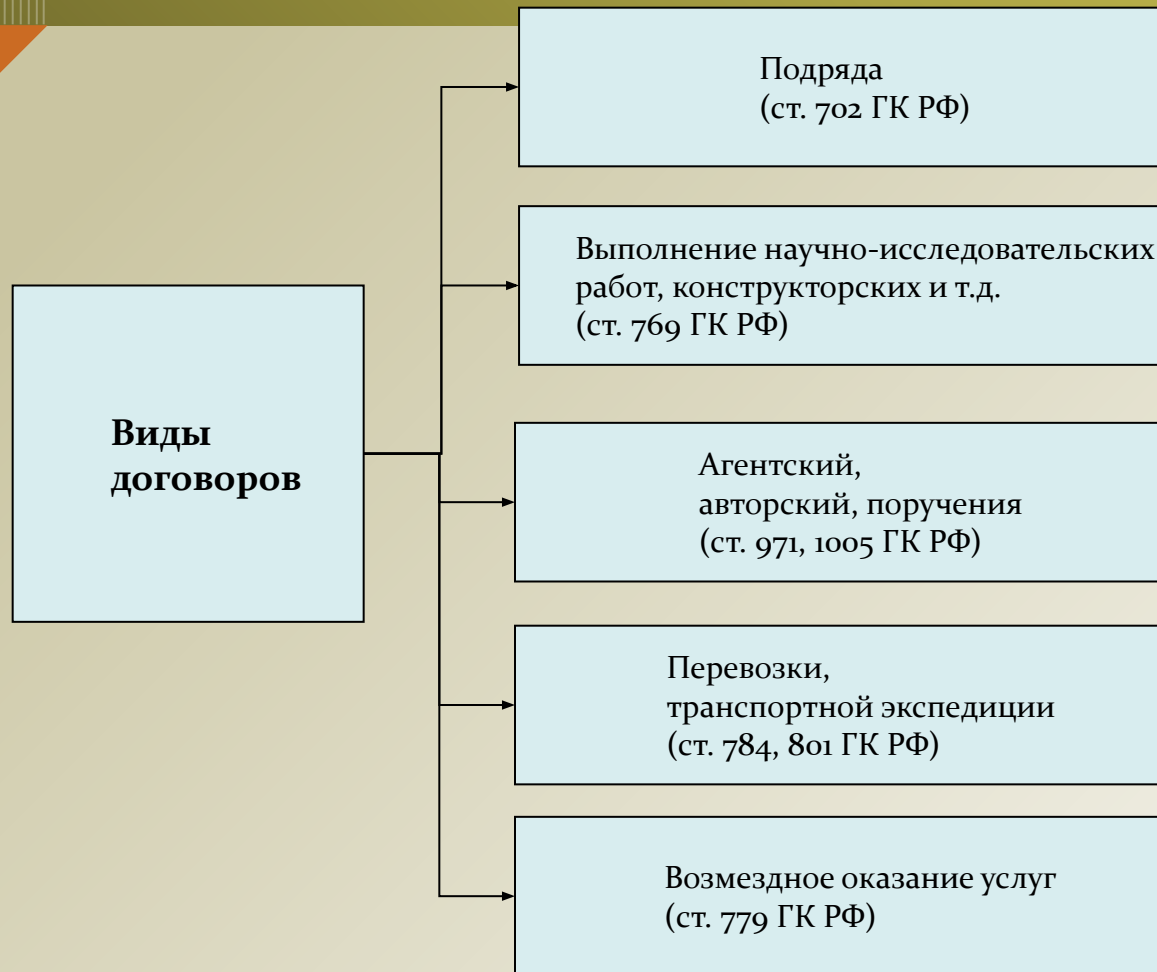 Подряда
(ст. 702 ГК РФ)
Выполнение научно-исследовательских
работ, конструкторских и т.д.
(ст. 769 ГК РФ)
Виды
договоров
Агентский,
авторский, поручения
(ст. 971, 1005 ГК РФ)
Перевозки,
транспортной экспедиции
(ст. 784, 801 ГК РФ)
Возмездное оказание услуг
(ст. 779 ГК РФ)